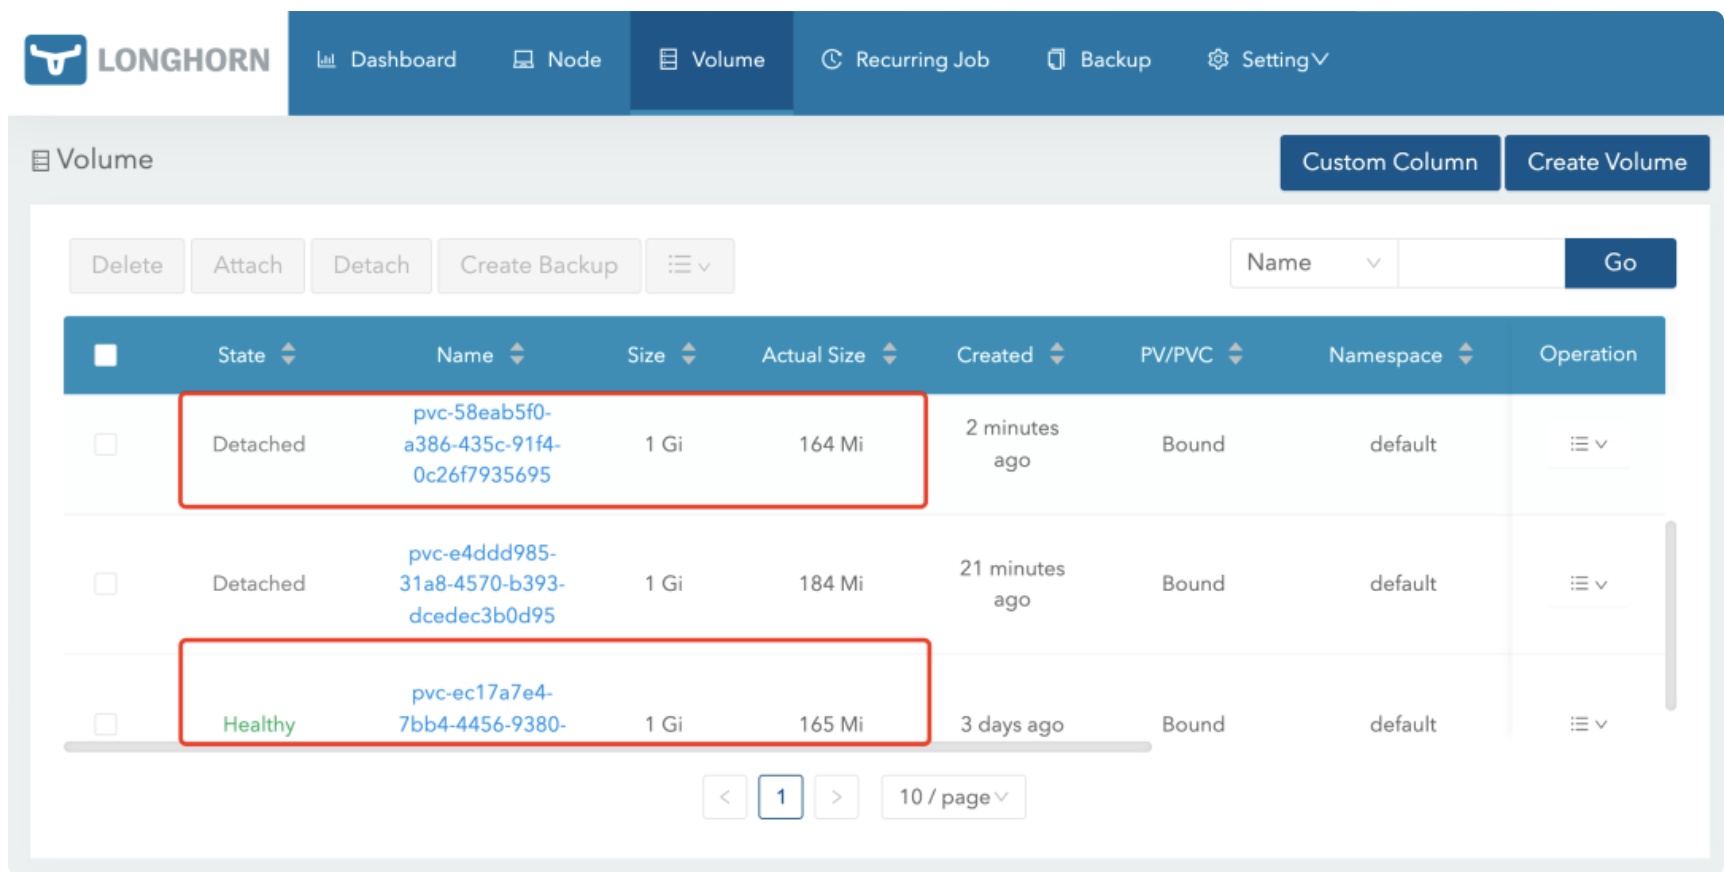 LONGHORN
Dashboard
Node
Volume
Recurring Job
Backup
Setting
Volume
Custom Column
Create Volume
Delete
Attach
Detach
Create Backup
Name
Go
State
Name
Size
Actual Size
Created
PV/PVC
Namespace
Operation
Detached
pvc-58eab5f0-
a386-435c-91f4-
0c26f7935695
1 Gi
164 Mi
2 minutes
ago
Bound
default
Detached
pvc-e4ddd985-
31a8-4570-b393-
dcedec3b0d95
1 Gi
184 Mi
21 minutes
ago
Bound
default
Healthy
pvc-ec17a7e4-
7bb4-4456-9380-
1 Gi
165 Mi
3 days ago
Bound
default
<
1
>
10 / page